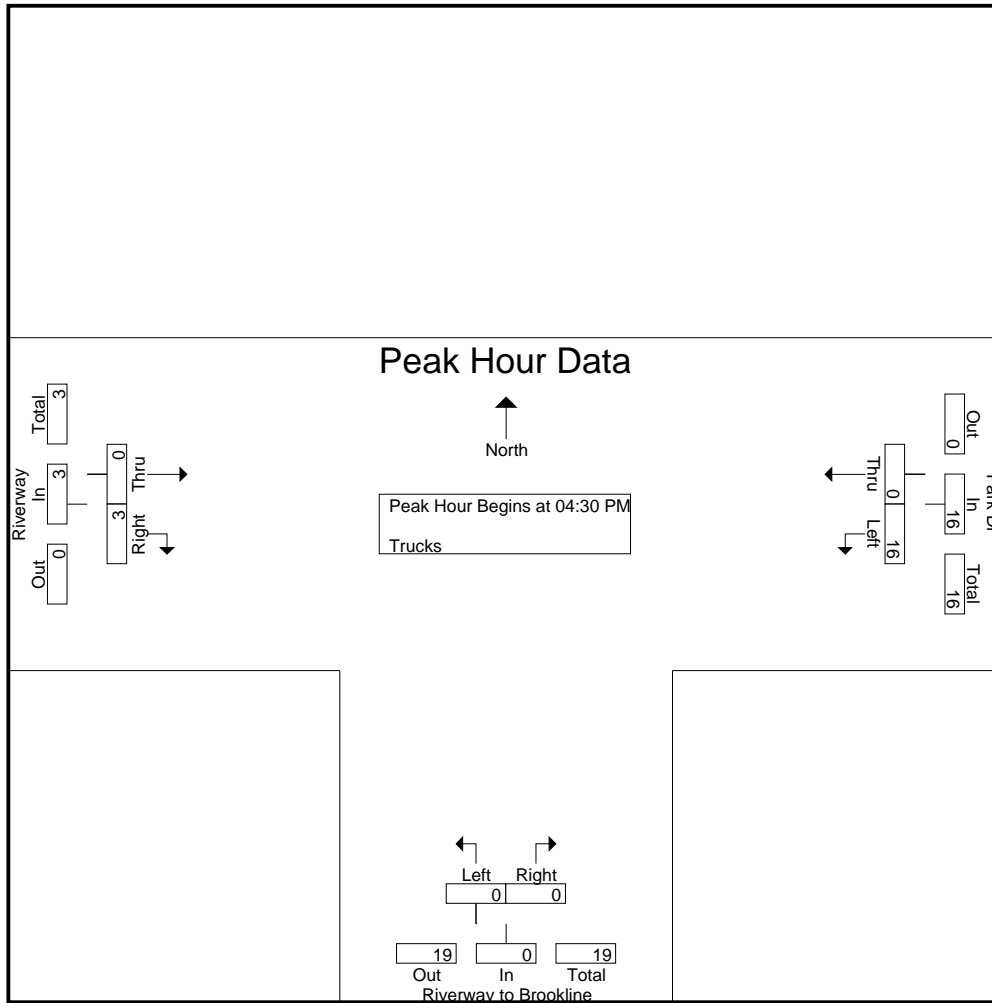 Peak Hour Data
North
Peak Hour Begins at 04:30 PM
Trucks
Riverway
Total
3
In
3
Out
0
Thru
0
Right
3
Out
0
In
16
Total
16
Thru
0
Left
16
Left
Right
0
0
19
0
19
Out
In
Total
Riverway to Brookline